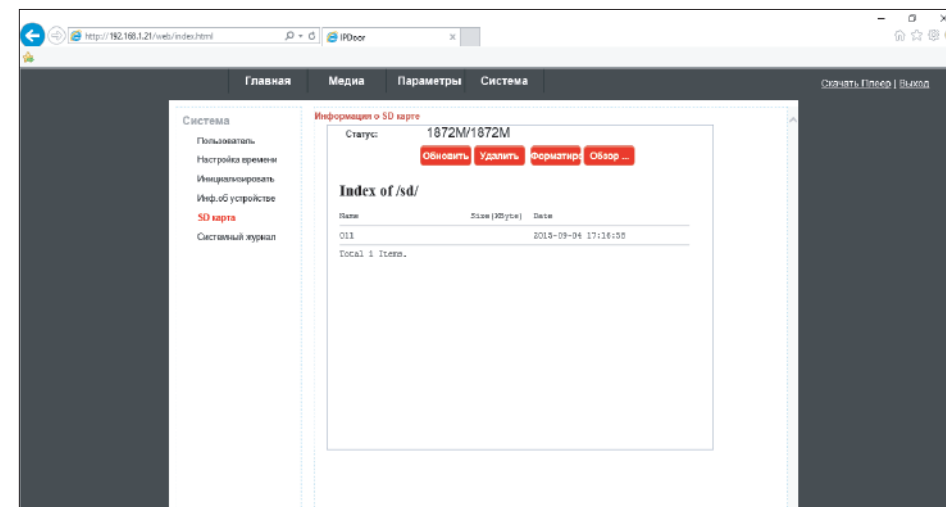 http://192.168.1.21/web/index.html
IPDoor
Главная Медиа Параметры Система
Скачать Плеер | Выход
Система
Пользователь
Настройка времени
Инициализировать
Инф.об устройстве
SD карта
Системный журнал
Информация о SD карте
Статус: 1872M/1872M
Обновить Удалить Форматиро Обзор ...
Index of /sd/
Name Size(KByte) Date
011 2015-09-04 17:16:58
Total 1 Items.